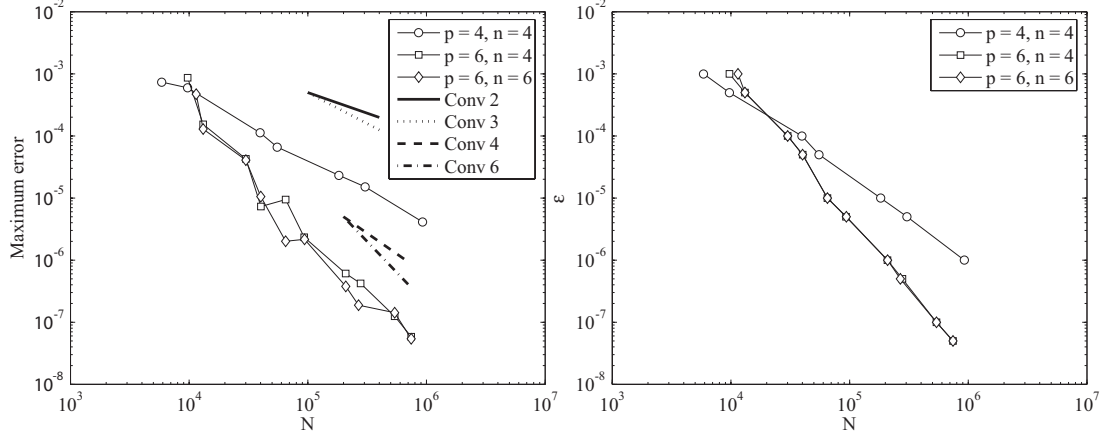 10^-2
10^-3
10^-4
10^-5
10^-6
10^-7
10^-8
Maximum error
10^3
10^4
10^5
10^6
10^7
N
p = 4, n = 4
p = 6, n = 4
p = 6, n = 6
Conv 2
Conv 3
Conv 4
Conv 6
10^-2
10^-3
10^-4
10^-5
10^-6
10^-7
10^-8
ε
10^3
10^4
10^5
10^6
10^7
N
p = 4, n = 4
p = 6, n = 4
p = 6, n = 6